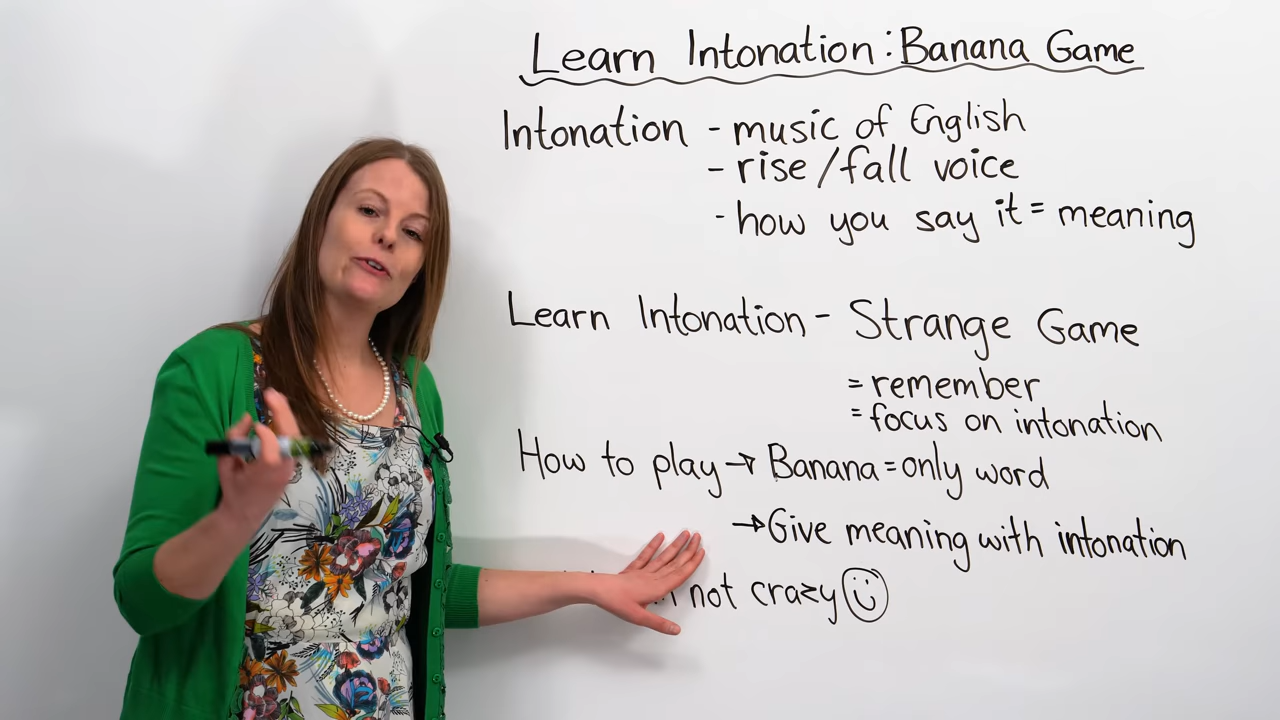 Learn Intonation: Banana Game
Intonation - music of English
- rise/fall voice
- how you say it = meaning
Learn Intonation - Strange Game
= remember
= focus on intonation
How to play → Banana = only word
→ Give meaning with intonation
not crazy